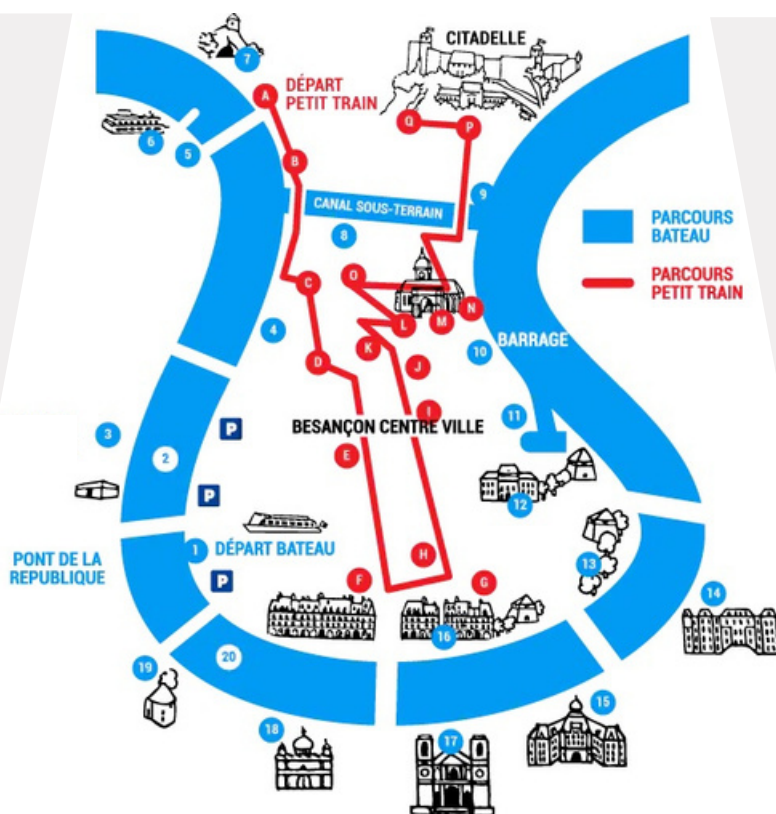 7
CITADELLE
A
DÉPART
PETIT TRAIN
6
5
B
Q
P
9
CANAL SOUS-TERRAIN
8
PARCOURS
BATEAU
PARCOURS
PETIT TRAIN
C
O
N
M
L
4
K
BARRAGE
10
D
J
I
11
BESANÇON CENTRE VILLE
3
P
2
E
12
P
1
DÉPART BATEAU
PONT DE LA
REPUBLIQUE
P
H
F
G
13
14
16
20
19
15
18
17